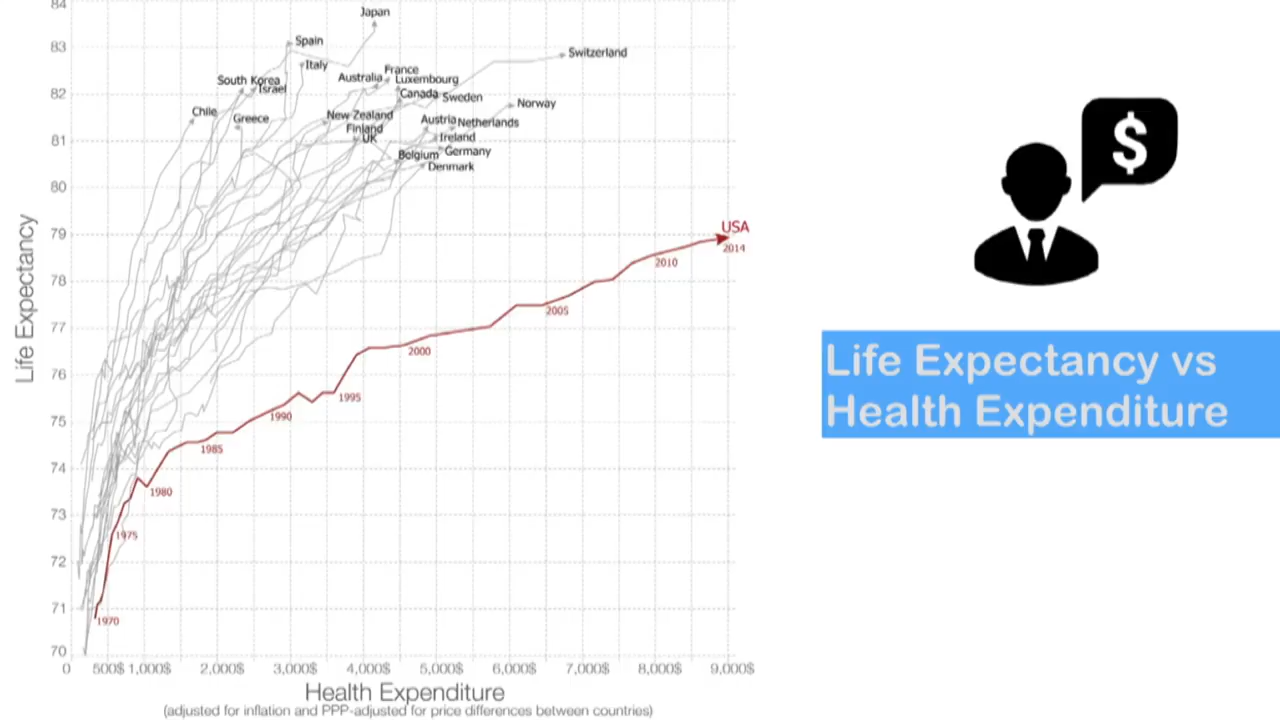 84
Japan
83
Spain
Switzerland
Italy
France
Australia
Luxembourg
South Korea
Israel
82
Canada
Sweden
Norway
Chile
Greece
New Zealand
Austria
Netherlands
Finland
UK
Ireland
81
Belgium
Germany
Denmark
80
79
USA
2014
2010
78
2005
77
2000
76
1995
75
1990
1985
74
1980
73
1975
72
71
1970
70
Life Expectancy
0 500$ 1,000$ 2,000$ 3,000$ 4,000$ 5,000$ 6,000$ 7,000$ 8,000$ 9,000$
Health Expenditure
(adjusted for inflation and PPP-adjusted for price differences between countries)
$
Life Expectancy vs
Health Expenditure